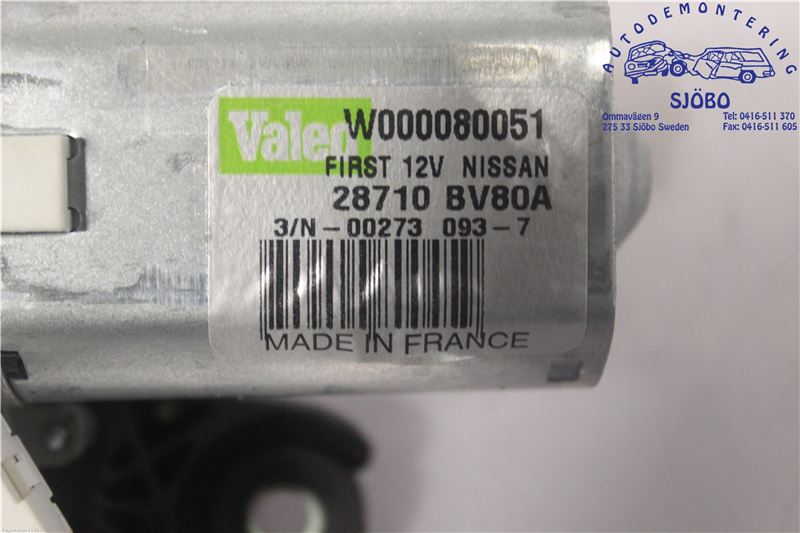 Valeo
W000080051
FIRST 12V NISSAN
28710 BV80A
3/N-00273 093-7
MADE IN FRANCE
AUTODEMONTERING
SJÖBO
Ommavägen 9
275 33 Sjöbo Sweden
Tel: 0416-511 370
Fax: 0416-511 605